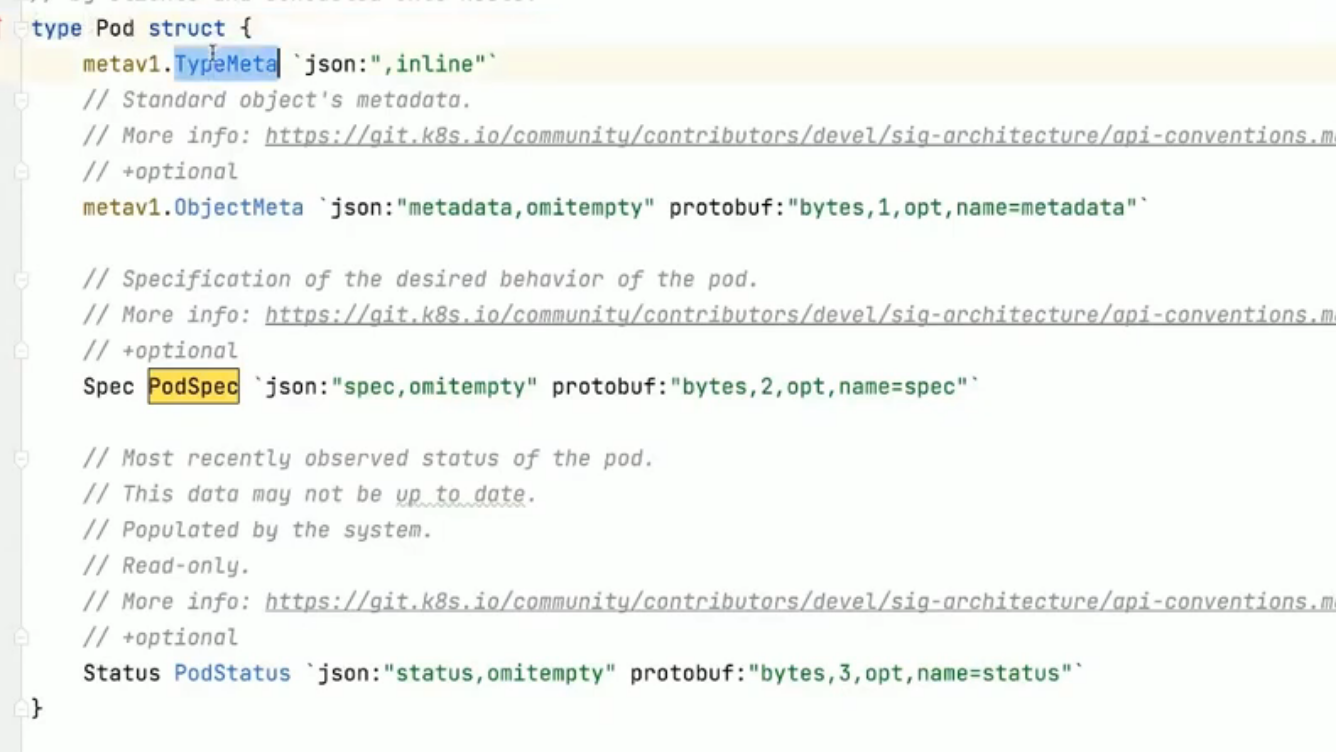 type Pod struct {
metav1.TypeMeta `json:",inline"`
// Standard object's metadata.
// More info: https://git.k8s.io/community/contributors/devel/sig-architecture/api-conventions.m
// +optional
metav1.ObjectMeta `json:"metadata,omitempty" protobuf:"bytes,1,opt,name=metadata"`
// Specification of the desired behavior of the pod.
// More info: https://git.k8s.io/community/contributors/devel/sig-architecture/api-conventions.m
// +optional
Spec PodSpec `json:"spec,omitempty" protobuf:"bytes,2,opt,name=spec"`
// Most recently observed status of the pod.
// This data may not be up to date.
// Populated by the system.
// Read-only.
// More info: https://git.k8s.io/community/contributors/devel/sig-architecture/api-conventions.m
// +optional
Status PodStatus `json:"status,omitempty" protobuf:"bytes,3,opt,name=status"`
}